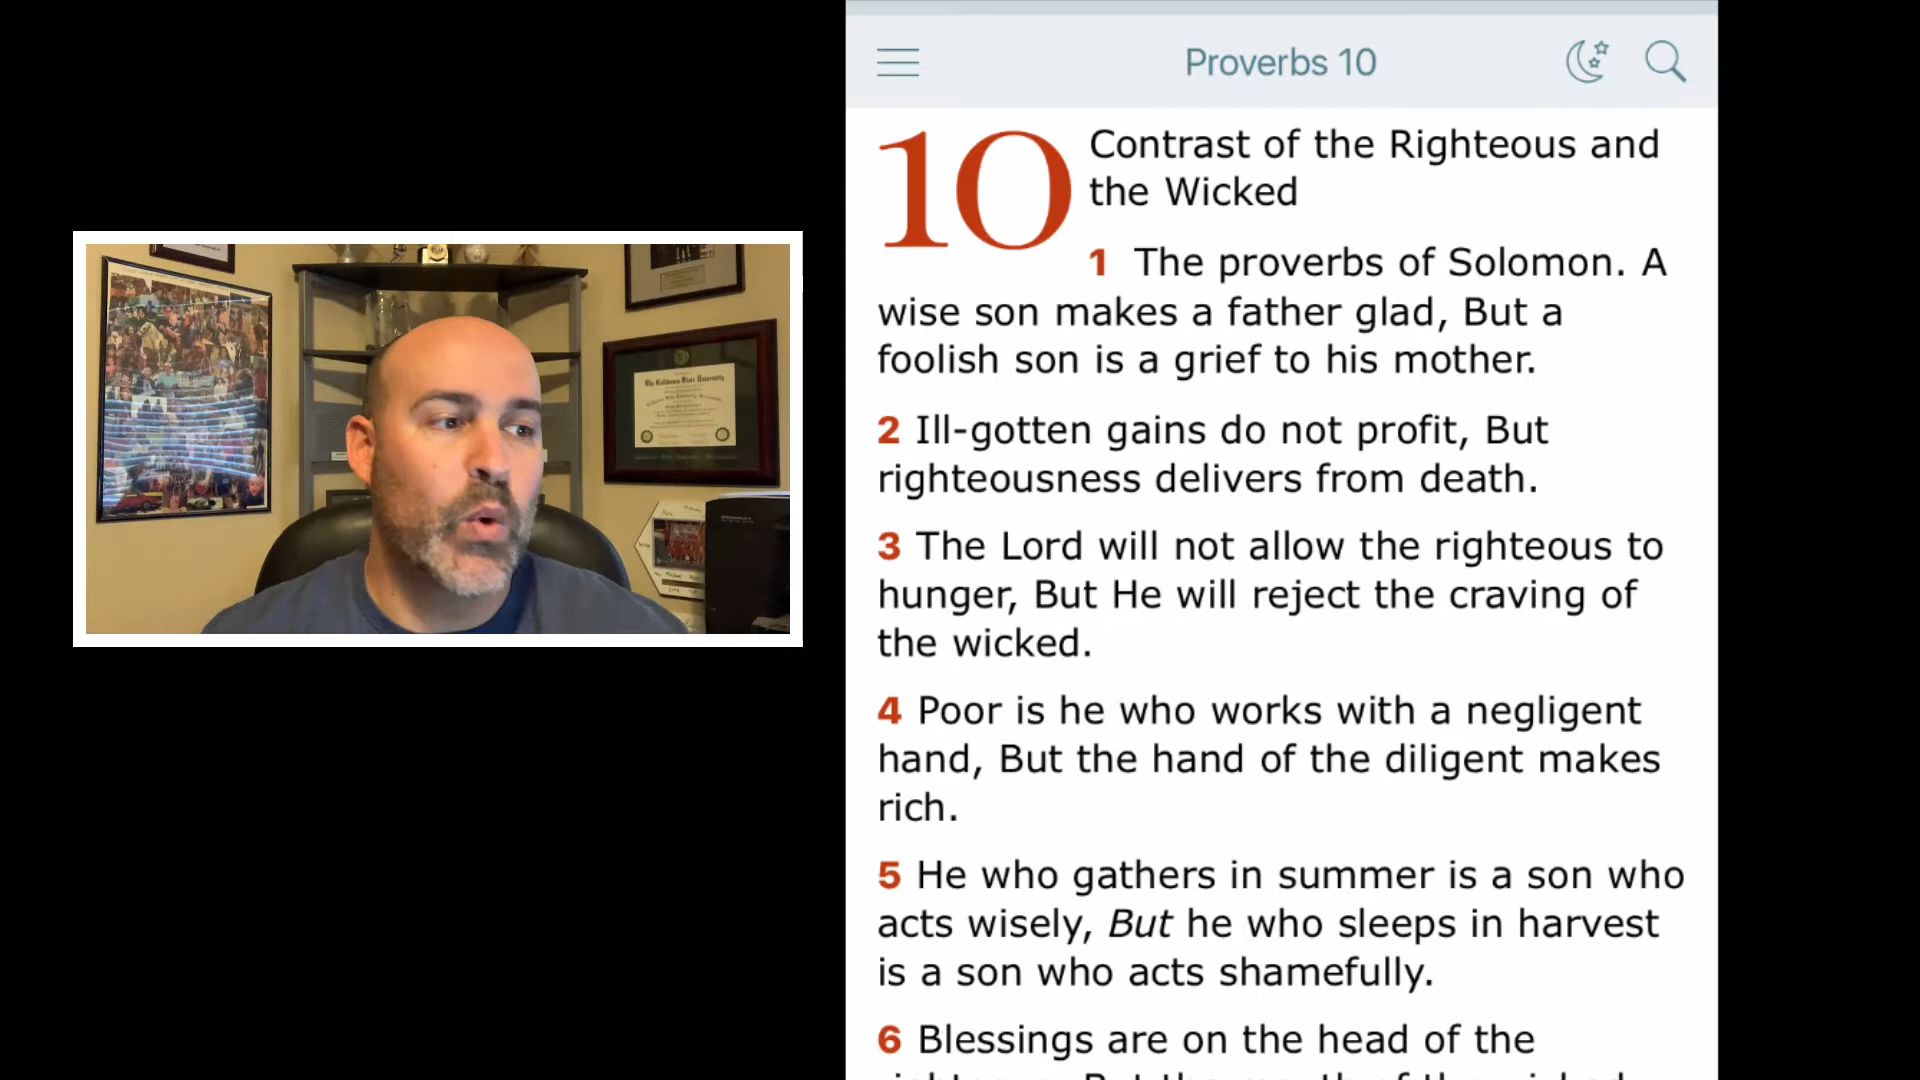 Proverbs 10
10
Contrast of the Righteous and
the Wicked
1 The proverbs of Solomon. A
wise son makes a father glad, But a
foolish son is a grief to his mother.
2 Ill-gotten gains do not profit, But
righteousness delivers from death.
3 The Lord will not allow the righteous to
hunger, But He will reject the craving of
the wicked.
4 Poor is he who works with a negligent
hand, But the hand of the diligent makes
rich.
5 He who gathers in summer is a son who
acts wisely, But he who sleeps in harvest
is a son who acts shamefully.
6 Blessings are on the head of the
The California State University